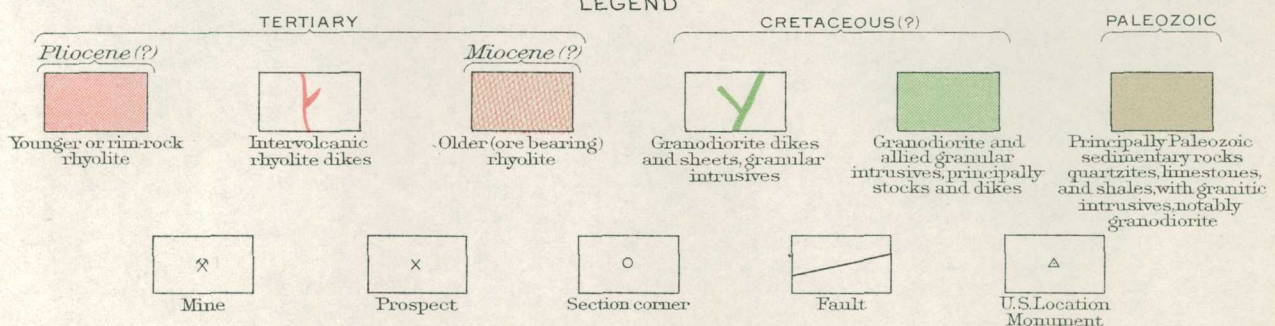 LEGEND
TERTIARY
CRETACEOUS(?)
PALEOZOIC
Pliocene(?)
Miocene(?)
Younger or rim-rock
rhyolite
Intervolcanic
rhyolite dikes
Older (ore bearing)
rhyolite
Granodiorite dikes
and sheets, granular
intrusives
Granodiorite and
allied granular
intrusives, principally
stocks and dikes
Principally Paleozoic
sedimentary rocks
quartzites, limestones,
and shales, with granitic
intrusives, notably
granodiorite
Mine
Prospect
Section corner
Fault
U.S. Location
Monument